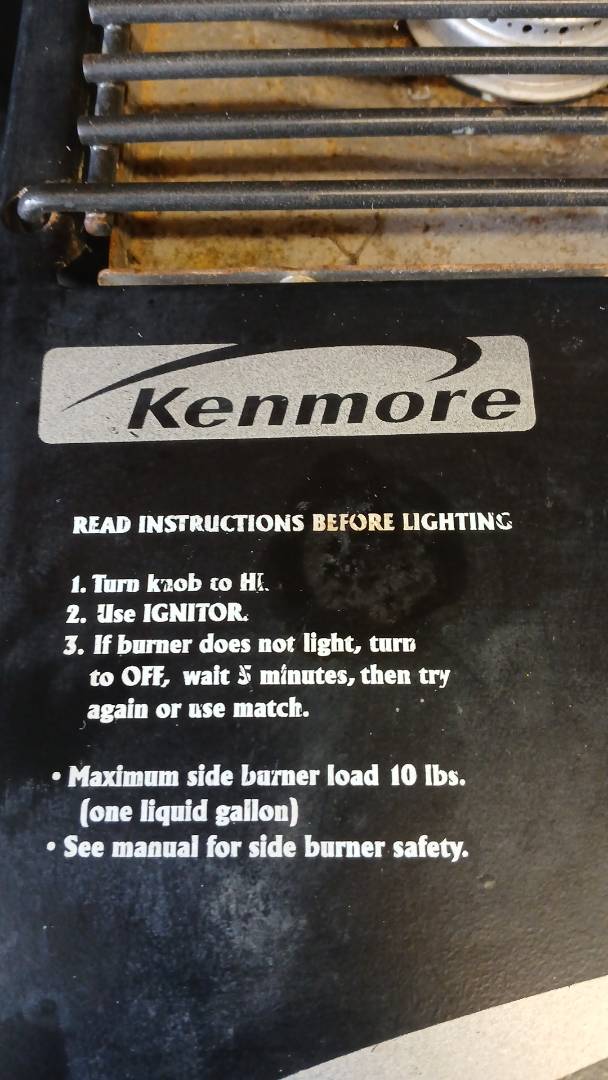 Kenmore
READ INSTRUCTIONS BEFORE LIGHTING
1. Turn knob to HI.
2. Use IGNITOR.
3. If burner does not light, turn
to OFF, wait 5 minutes, then try
again or use match.
• Maximum side burner load 10 lbs.
(one liquid gallon)
• See manual for side burner safety.